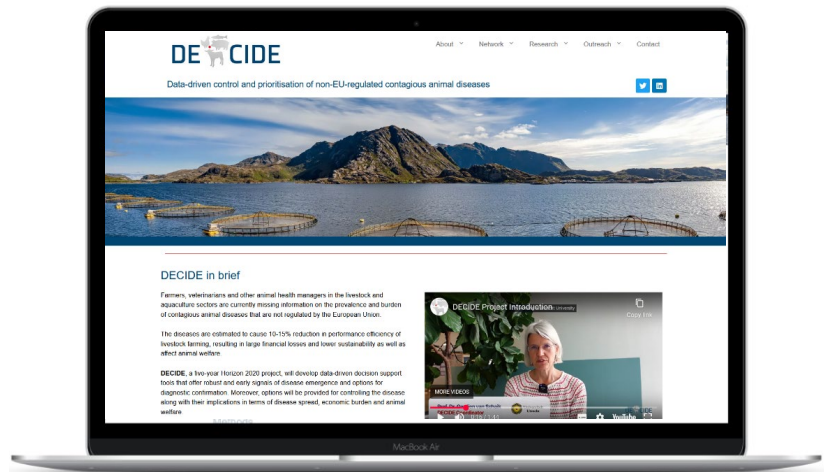 DECIDE
About
Network
Research
Outreach
Contact
Data-driven control and prioritisation of non-EU-regulated contagious animal diseases
DECIDE in brief
Farmers, veterinarians and other animal health managers in the livestock and
aquaculture sectors are currently missing information on the prevalence and burden
of contagious animal diseases that are not regulated by the European Union.
The diseases are estimated to cause 10-15% reduction in performance efficiency of
livestock farming, resulting in large financial losses and lower sustainability as well as
affect animal welfare
DECIDE, a five-year Horizon 2020 project, will develop data-driven decision support
tools that offer robust and early signals of disease emergence and options for
diagnostic confirmation. Moreover, options will be provided for controlling the disease
along with their implications in terms of disease spread, economic burden and animal
welfare
DECIDE Project Introduction
University
Copy link
MORE VIDEOS
YouTube
MacBook Air